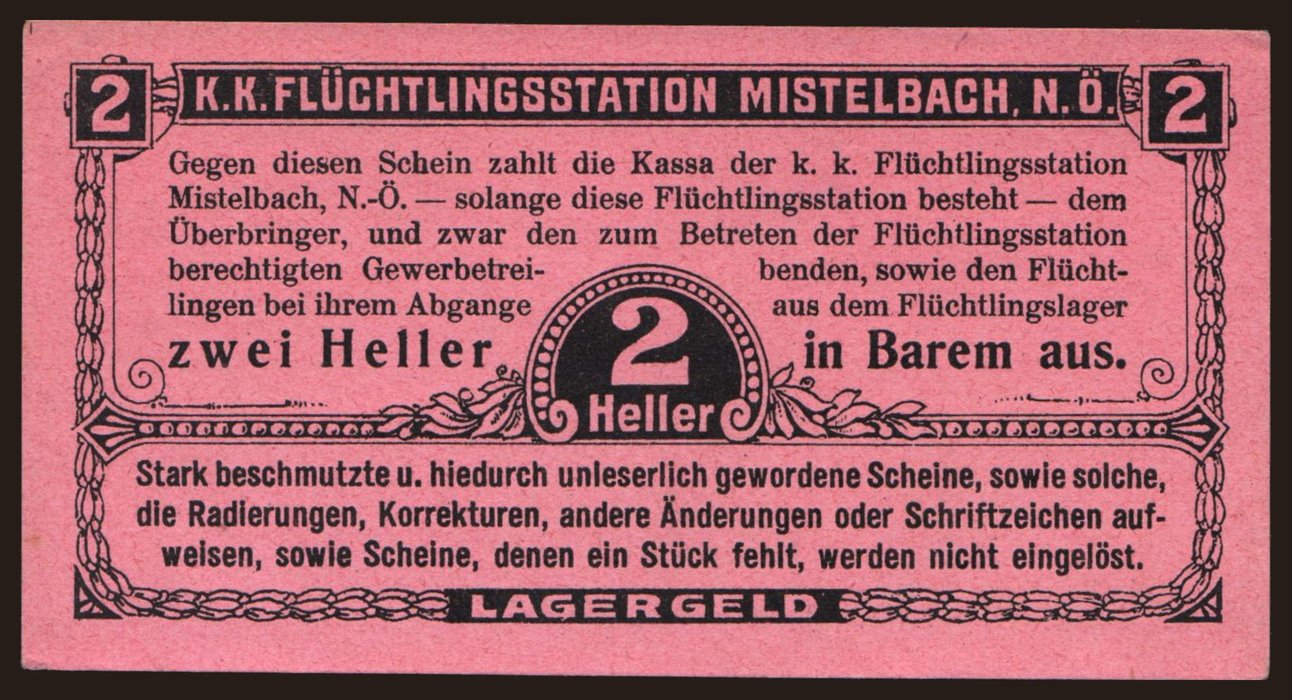 2 K.K. FLÜCHTLINGSSTATION MISTELBACH, N.Ö. 2
Gegen diesen Schein zahlt die Kassa der k. k. Flüchtlingsstation
Mistelbach, N.-Ö. — solange diese Flüchtlingsstation besteht — dem
Überbringer, und zwar den zum Betreten der Flüchtlingsstation
berechtigten Gewerbetrei- benden, sowie den Flücht-
lingen bei ihrem Abgange aus dem Flüchtlingslager
zwei Heller in Barem aus.
2
Heller
Stark beschmutzte u. hiedurch unleserlich gewordene Scheine, sowie solche,
die Radierungen, Korrekturen, andere Änderungen oder Schriftzeichen auf-
weisen, sowie Scheine, denen ein Stück fehlt, werden nicht eingelöst.
LAGERGELD